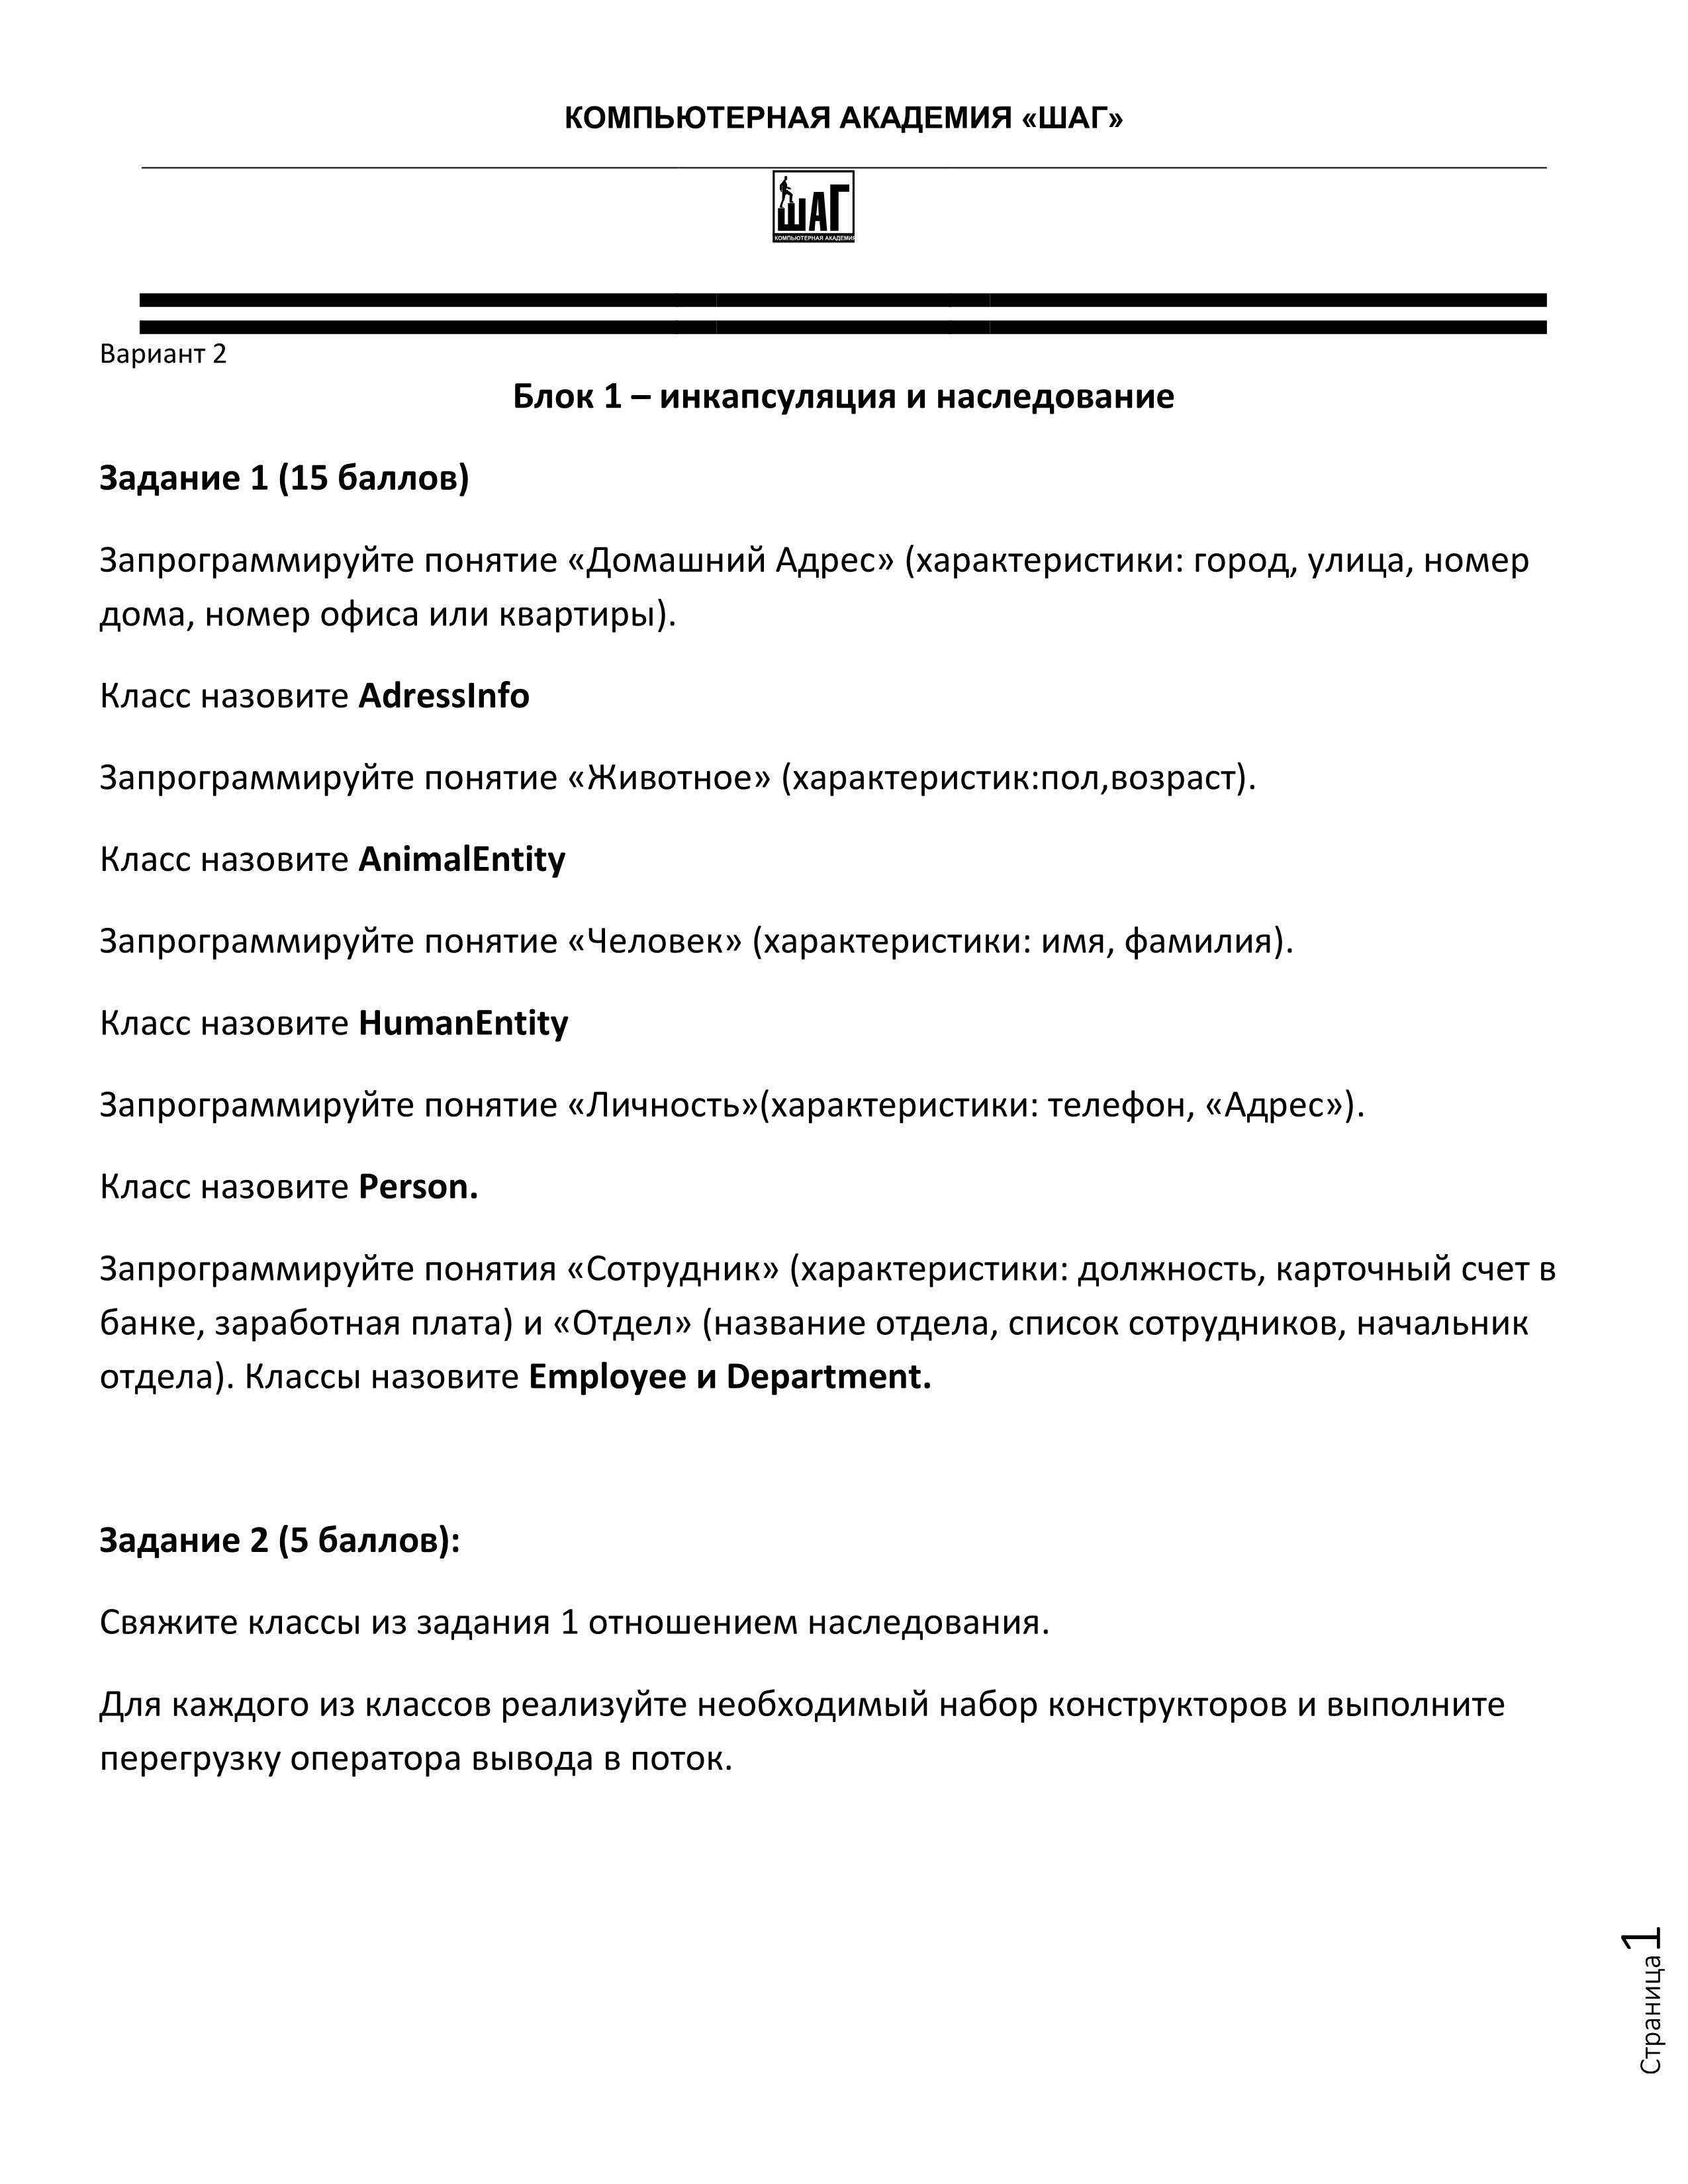 КОМПЬЮТЕРНАЯ АКАДЕМИЯ «ШАГ»
ШАГ
КОМПЬЮТЕРНАЯ АКАДЕМИЯ
Вариант 2
Блок 1 – инкапсуляция и наследование
Задание 1 (15 баллов)
Запрограммируйте понятие «Домашний Адрес» (характеристики: город, улица, номер
дома, номер офиса или квартиры).
Класс назовите AdressInfo
Запрограммируйте понятие «Животное» (характеристик:пол,возраст).
Класс назовите AnimalEntity
Запрограммируйте понятие «Человек» (характеристики: имя, фамилия).
Класс назовите HumanEntity
Запрограммируйте понятие «Личность»(характеристики: телефон, «Адрес»).
Класс назовите Person.
Запрограммируйте понятия «Сотрудник» (характеристики: должность, карточный счет в
банке, заработная плата) и «Отдел» (название отдела, список сотрудников, начальник
отдела). Классы назовите Employee и Department.
Задание 2 (5 баллов):
Свяжите классы из задания 1 отношением наследования.
Для каждого из классов реализуйте необходимый набор конструкторов и выполните
перегрузку оператора вывода в поток.
Страница 1